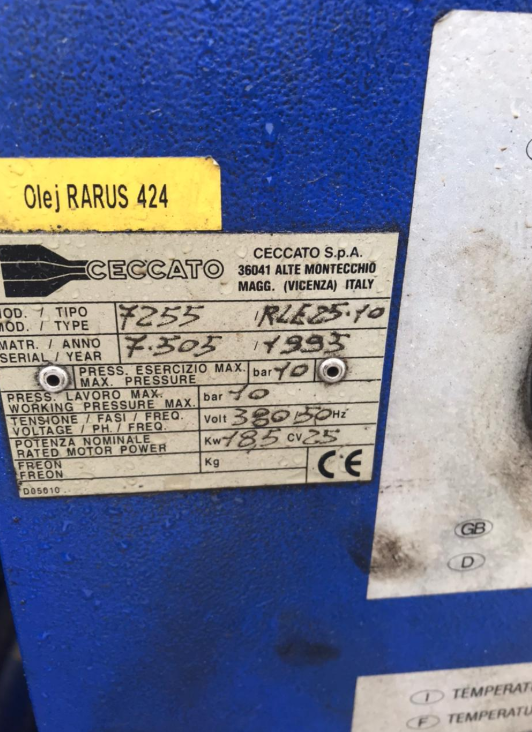 Olej RARUS 424
CECCATO
CECCATO S.p.A.
36041 ALTE MONTECCHIO
MAGG. (VICENZA) ITALY
MOD. / TIPO
MOD. / TYPE
7255 / RLE25.10
MATR. / ANNO
SERIAL / YEAR
7.505 / 1995
PRESS. ESERCIZIO MAX.
MAX. PRESSURE
bar 10
PRESS. LAVORO MAX.
WORKING PRESSURE MAX.
bar 10
TENSIONE / FASI / FREQ.
VOLTAGE / PH. / FREQ.
Volt 380/50Hz
POTENZA NOMINALE
RATED MOTOR POWER
Kw 18,5 CV 25
FREON
FREON
Kg
CE
D05610
GB
D
I TEMPERAT
F TEMPERATU